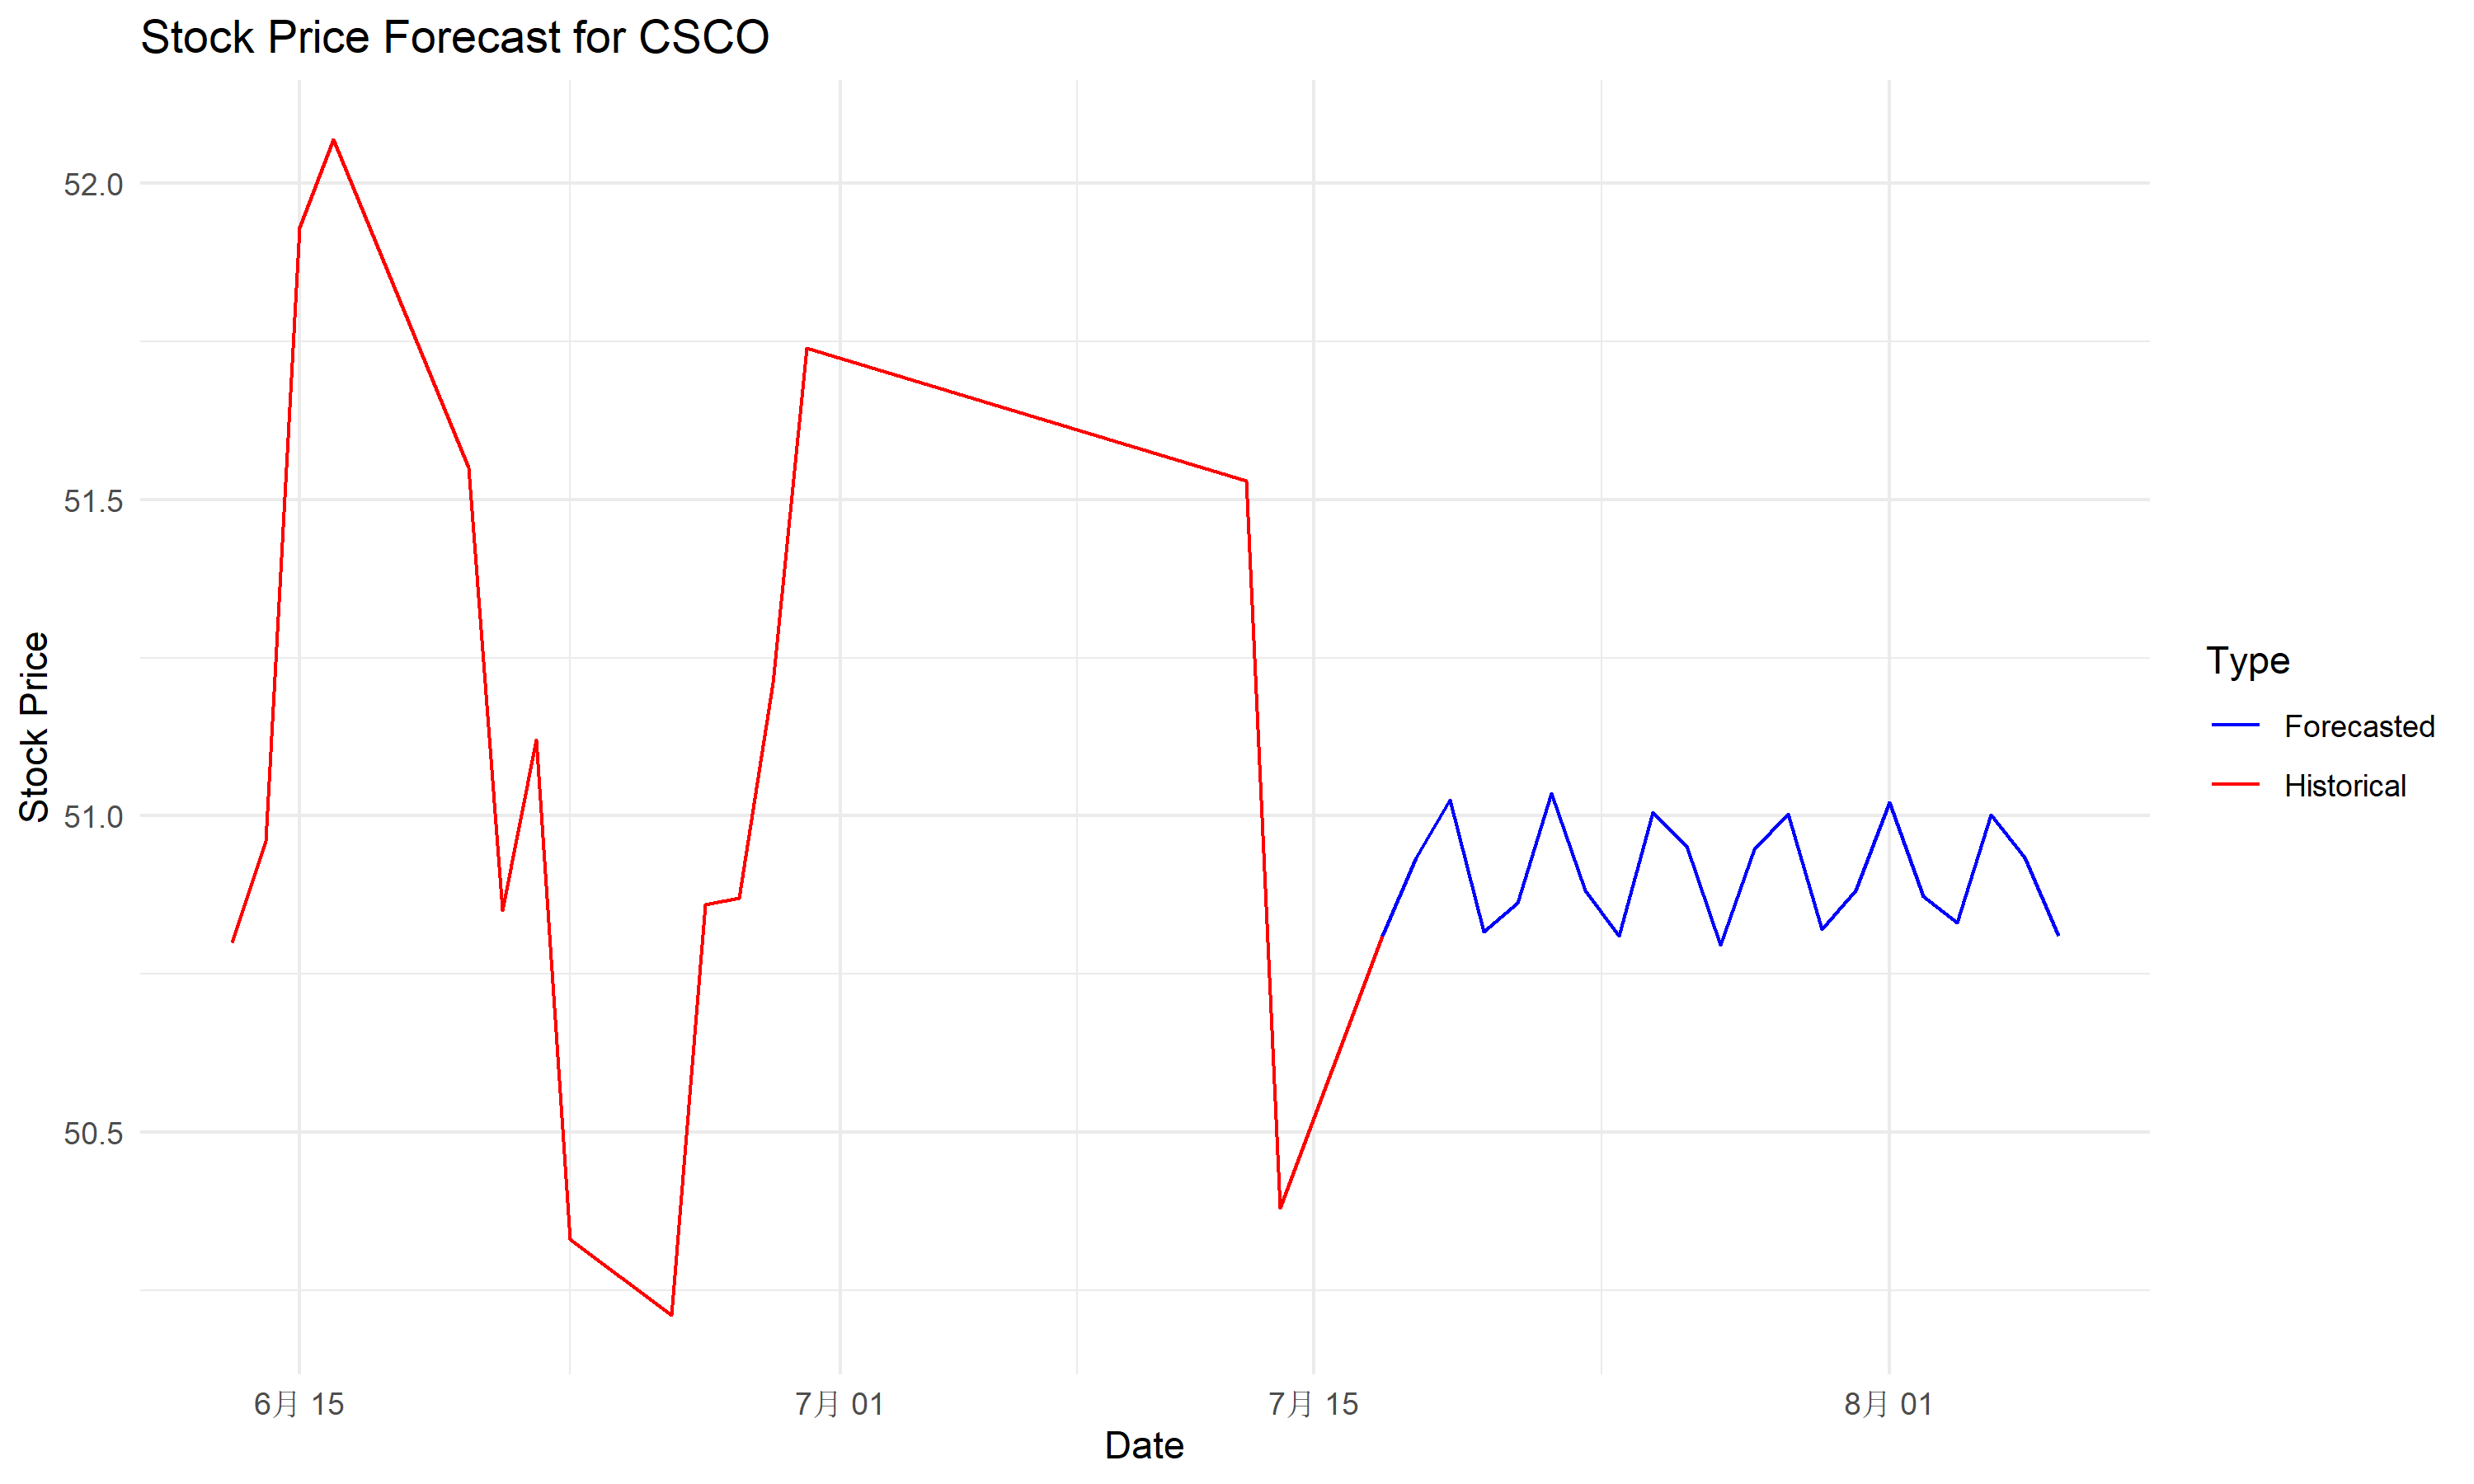 Stock Price Forecast for CSCO
Stock Price
52.0
51.5
51.0
50.5
6月 15
7月 01
7月 15
8月 01
Date
Type
Forecasted
Historical